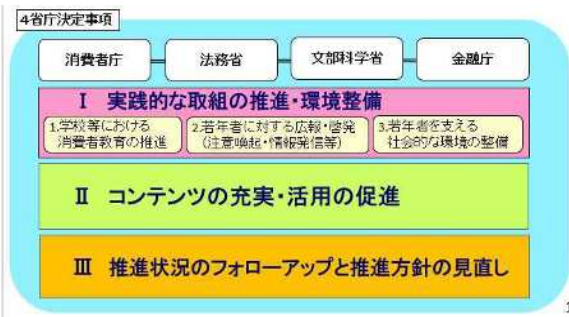 4省庁決定事項
消費者庁 法務省 文部科学省 金融庁
Ⅰ 実践的な取組の推進・環境整備
1.学校等における
消費者教育の推進
2.若年者に対する広報・啓発
(注意喚起・情報発信等)
3.若年者を支える
社会的な環境の整備
Ⅱ コンテンツの充実・活用の促進
Ⅲ 推進状況のフォローアップと推進方針の見直し
1